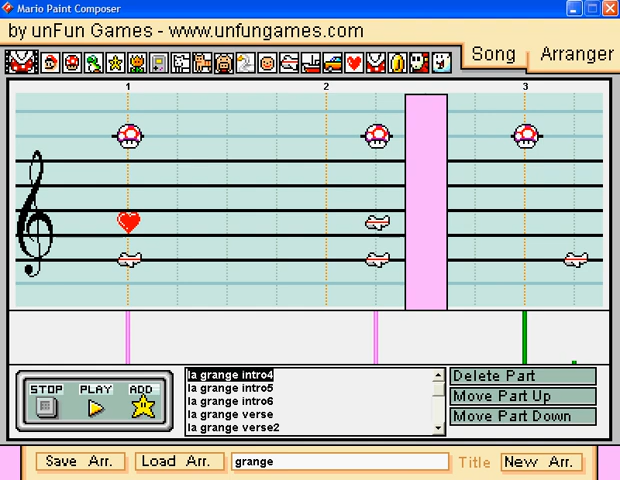 Mario Paint Composer
by unFun Games - www.unfungames.com
Song
Arranger
1
2
3
STOP
PLAY
ADD
la grange intro4
la grange intro5
la grange intro6
la grange verse
la grange verse2
Delete Part
Move Part Up
Move Part Down
Save Arr.
Load Arr.
grange
Title
New Arr.